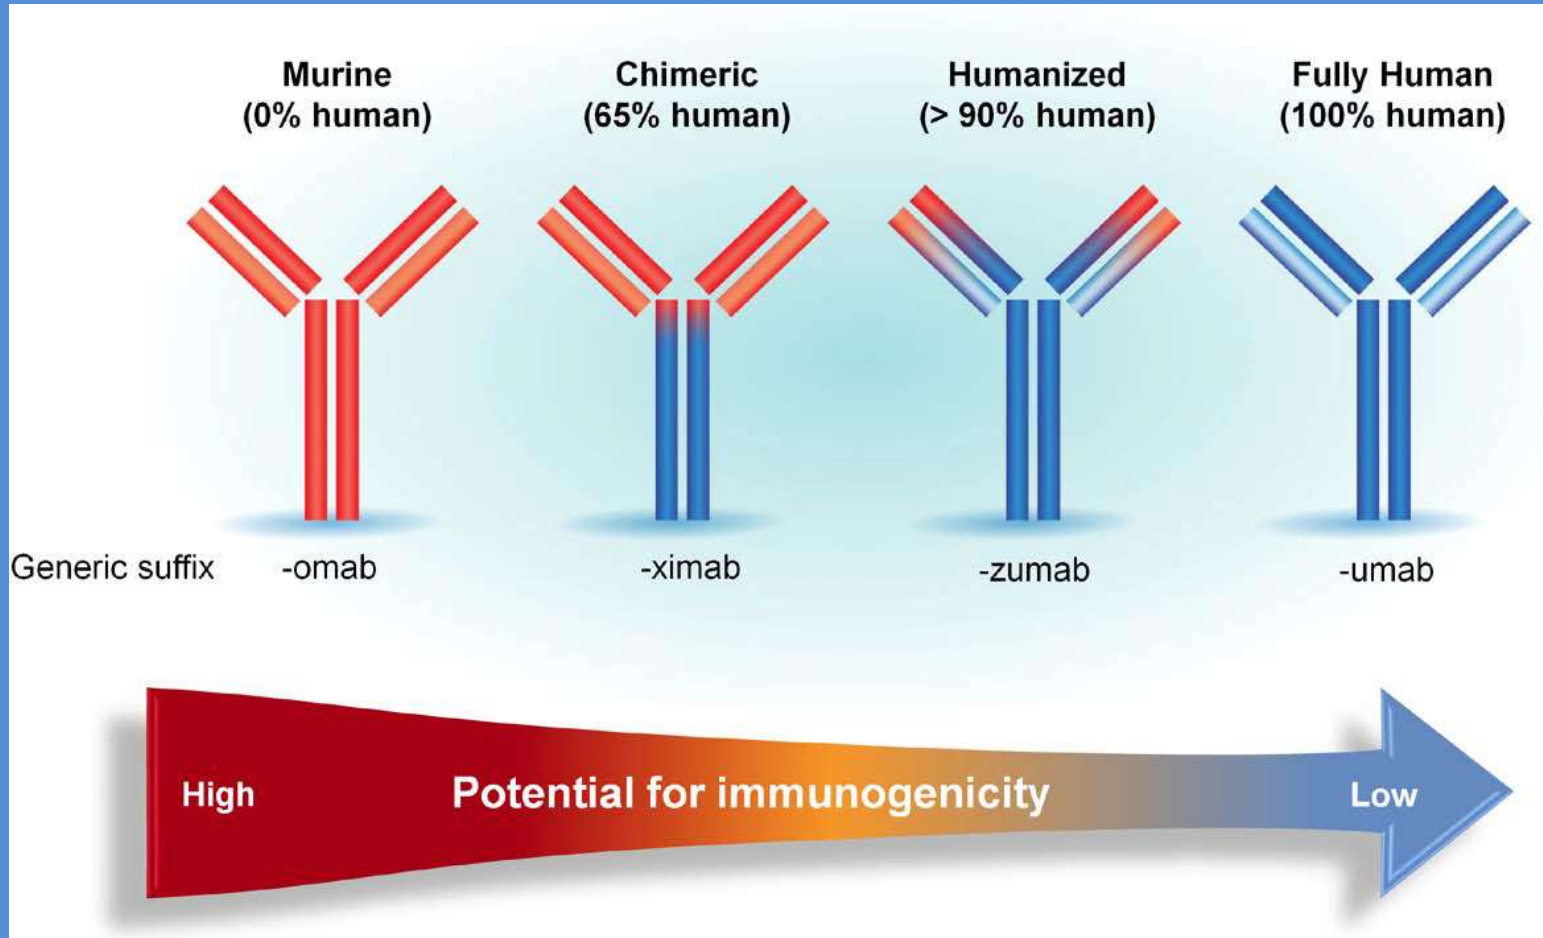 Murine
(0% human)
Chimeric
(65% human)
Humanized
(> 90% human)
Fully Human
(100% human)
Generic suffix
-omab
-ximab
-zumab
-umab
High
Potential for immunogenicity
Low